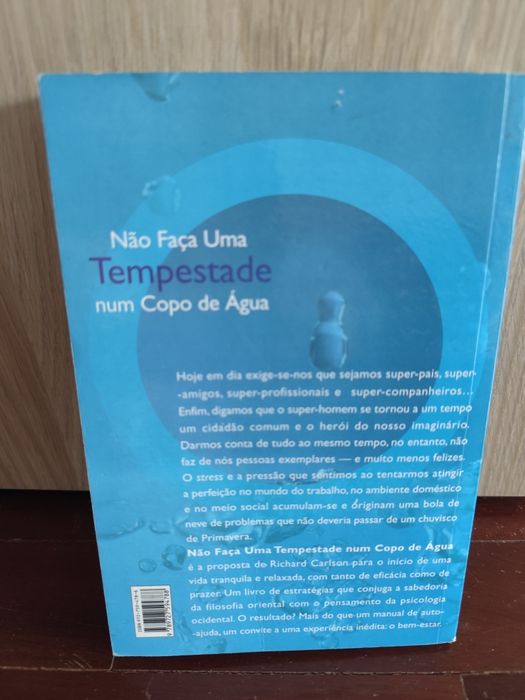 Não Faça Uma
Tempestade
num Copo de Água
Hoje em dia exige-se-nos que sejamos super-pais, super-
-amigos, super-profissionais e super-companheiros...
Enfim, digamos que o super-homem se tornou a um tempo
um cidadão comum e o herói do nosso imaginário.
Darmos conta de tudo ao mesmo tempo, no entanto, não
faz de nós pessoas exemplares — e muito menos felizes.
O stress e a pressão que sentimos ao tentarmos atingir
a perfeição no mundo do trabalho, no ambiente doméstico
e no meio social acumulam-se e originam uma bola de
neve de problemas que não deveria passar de um chuvisco
de Primavera.
Não Faça Uma Tempestade num Copo de Água
é a proposta de Richard Carlson para o início de uma
vida tranquila e relaxada, com tanto de eficácia como de
prazer. Um livro de estratégias que conjuga a sabedoria
da filosofia oriental com o pensamento da psicologia
ocidental. O resultado? Mais do que um manual de auto-
-ajuda, um convite a uma experiência inédita: o bem-estar.